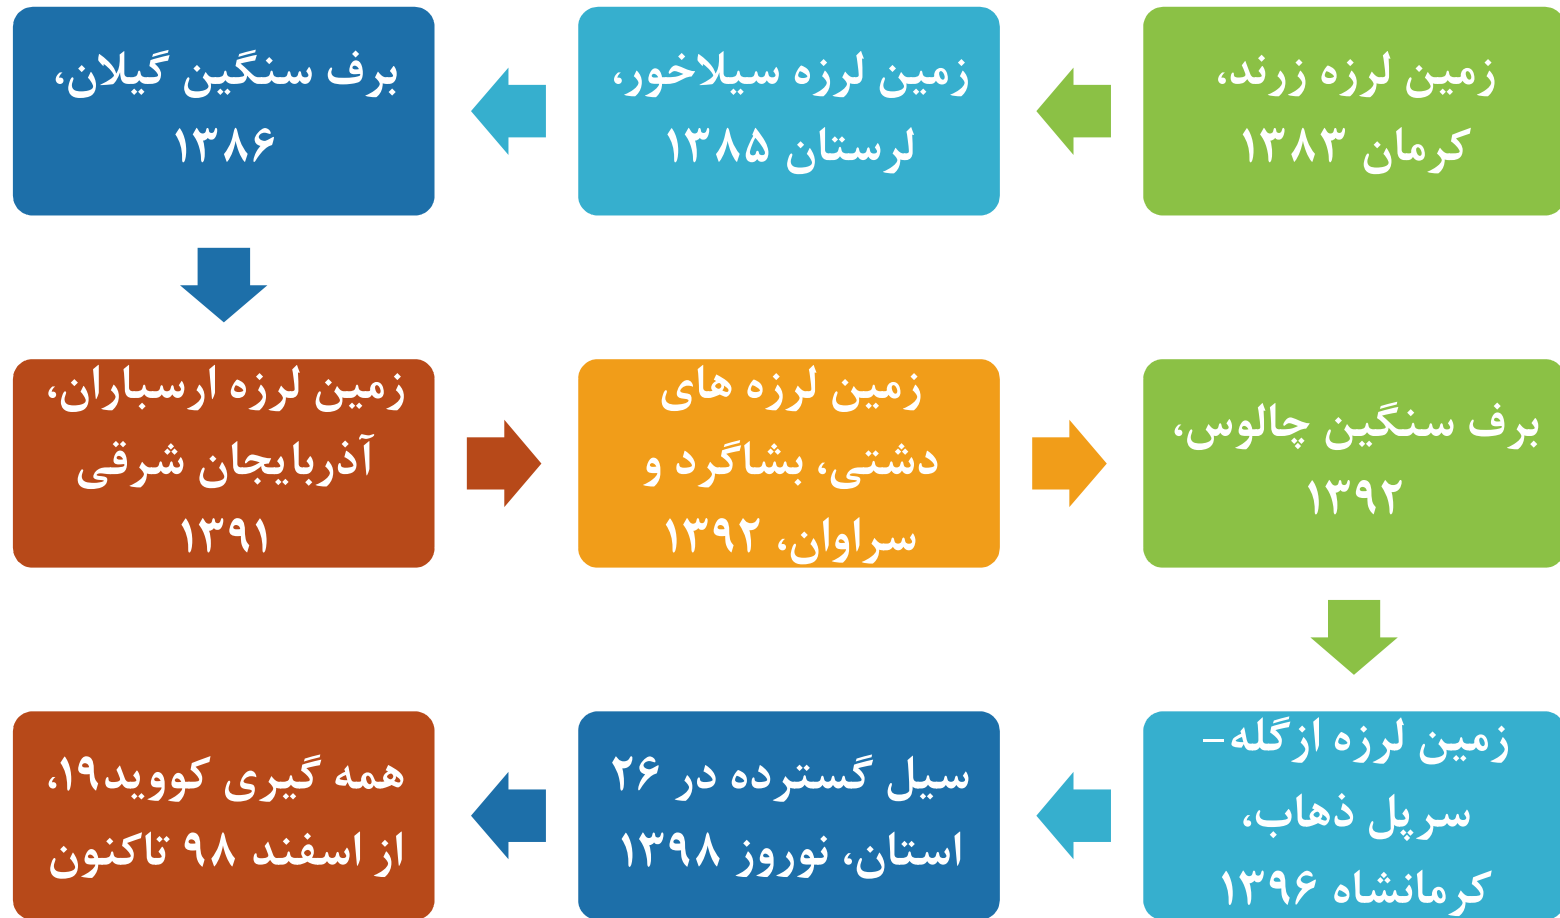 زمین لرزه زرند،
کرمان ۱۳۸۳
زمین لرزه سیلاخور،
لرستان ۱۳۸۵
برف سنگین گیلان،
۱۳۸۶
زمین لرزه ارسباران،
آذربایجان شرقی
۱۳۹۱
زمین لرزه های
دشتی، بشاگرد و
سراوان، ۱۳۹۲
برف سنگین چالوس،
۱۳۹۲
زمین لرزه ازگله–
سرپل ذهاب،
کرمانشاه ۱۳۹۶
سیل گسترده در ۲۶
استان، نوروز ۱۳۹۸
همه گیری کووید۱۹،
از اسفند ۹۸ تاکنون